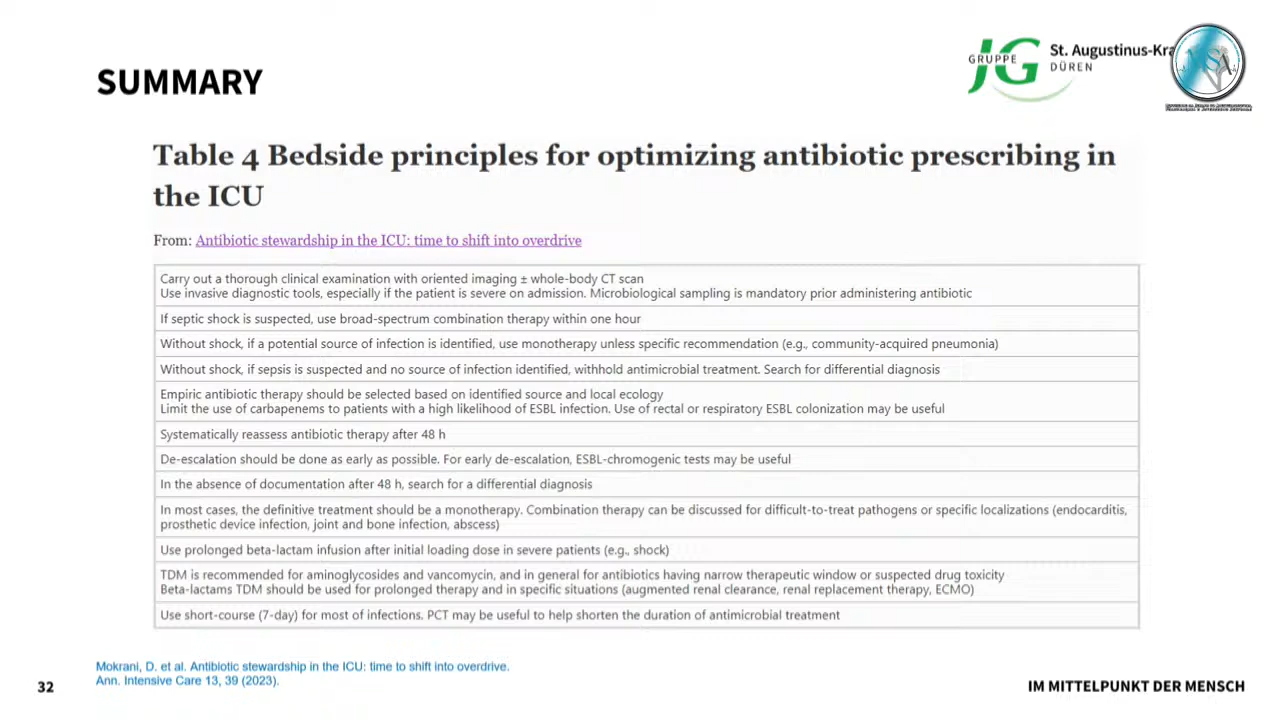 SUMMARY
GRUPPE JG
St. Augustinus-Kra
DÜREN
Table 4 Bedside principles for optimizing antibiotic prescribing in
the ICU
From: Antibiotic stewardship in the ICU: time to shift into overdrive
Carry out a thorough clinical examination with oriented imaging ± whole-body CT scan
Use invasive diagnostic tools, especially if the patient is severe on admission. Microbiological sampling is mandatory prior administering antibiotic
If septic shock is suspected, use broad-spectrum combination therapy within one hour
Without shock, if a potential source of infection is identified, use monotherapy unless specific recommendation (e.g., community-acquired pneumonia)
Without shock, if sepsis is suspected and no source of infection identified, withhold antimicrobial treatment. Search for differential diagnosis
Empiric antibiotic therapy should be selected based on identified source and local ecology
Limit the use of carbapenems to patients with a high likelihood of ESBL infection. Use of rectal or respiratory ESBL colonization may be useful
Systematically reassess antibiotic therapy after 48 h
De-escalation should be done as early as possible. For early de-escalation, ESBL-chromogenic tests may be useful
In the absence of documentation after 48 h, search for a differential diagnosis
In most cases, the definitive treatment should be a monotherapy. Combination therapy can be discussed for difficult-to-treat pathogens or specific localizations (endocarditis,
prosthetic device infection, joint and bone infection, abscess)
Use prolonged beta-lactam infusion after initial loading dose in severe patients (e.g., shock)
TDM is recommended for aminoglycosides and vancomycin, and in general for antibiotics having narrow therapeutic window or suspected drug toxicity
Beta-lactams TDM should be used for prolonged therapy and in specific situations (augmented renal clearance, renal replacement therapy, ECMO)
Use short-course (7-day) for most of infections. PCT may be useful to help shorten the duration of antimicrobial treatment
Mokrani, D. et al. Antibiotic stewardship in the ICU: time to shift into overdrive.
Ann. Intensive Care 13, 39 (2023).
32
IM MITTELPUNKT DER MENSCH